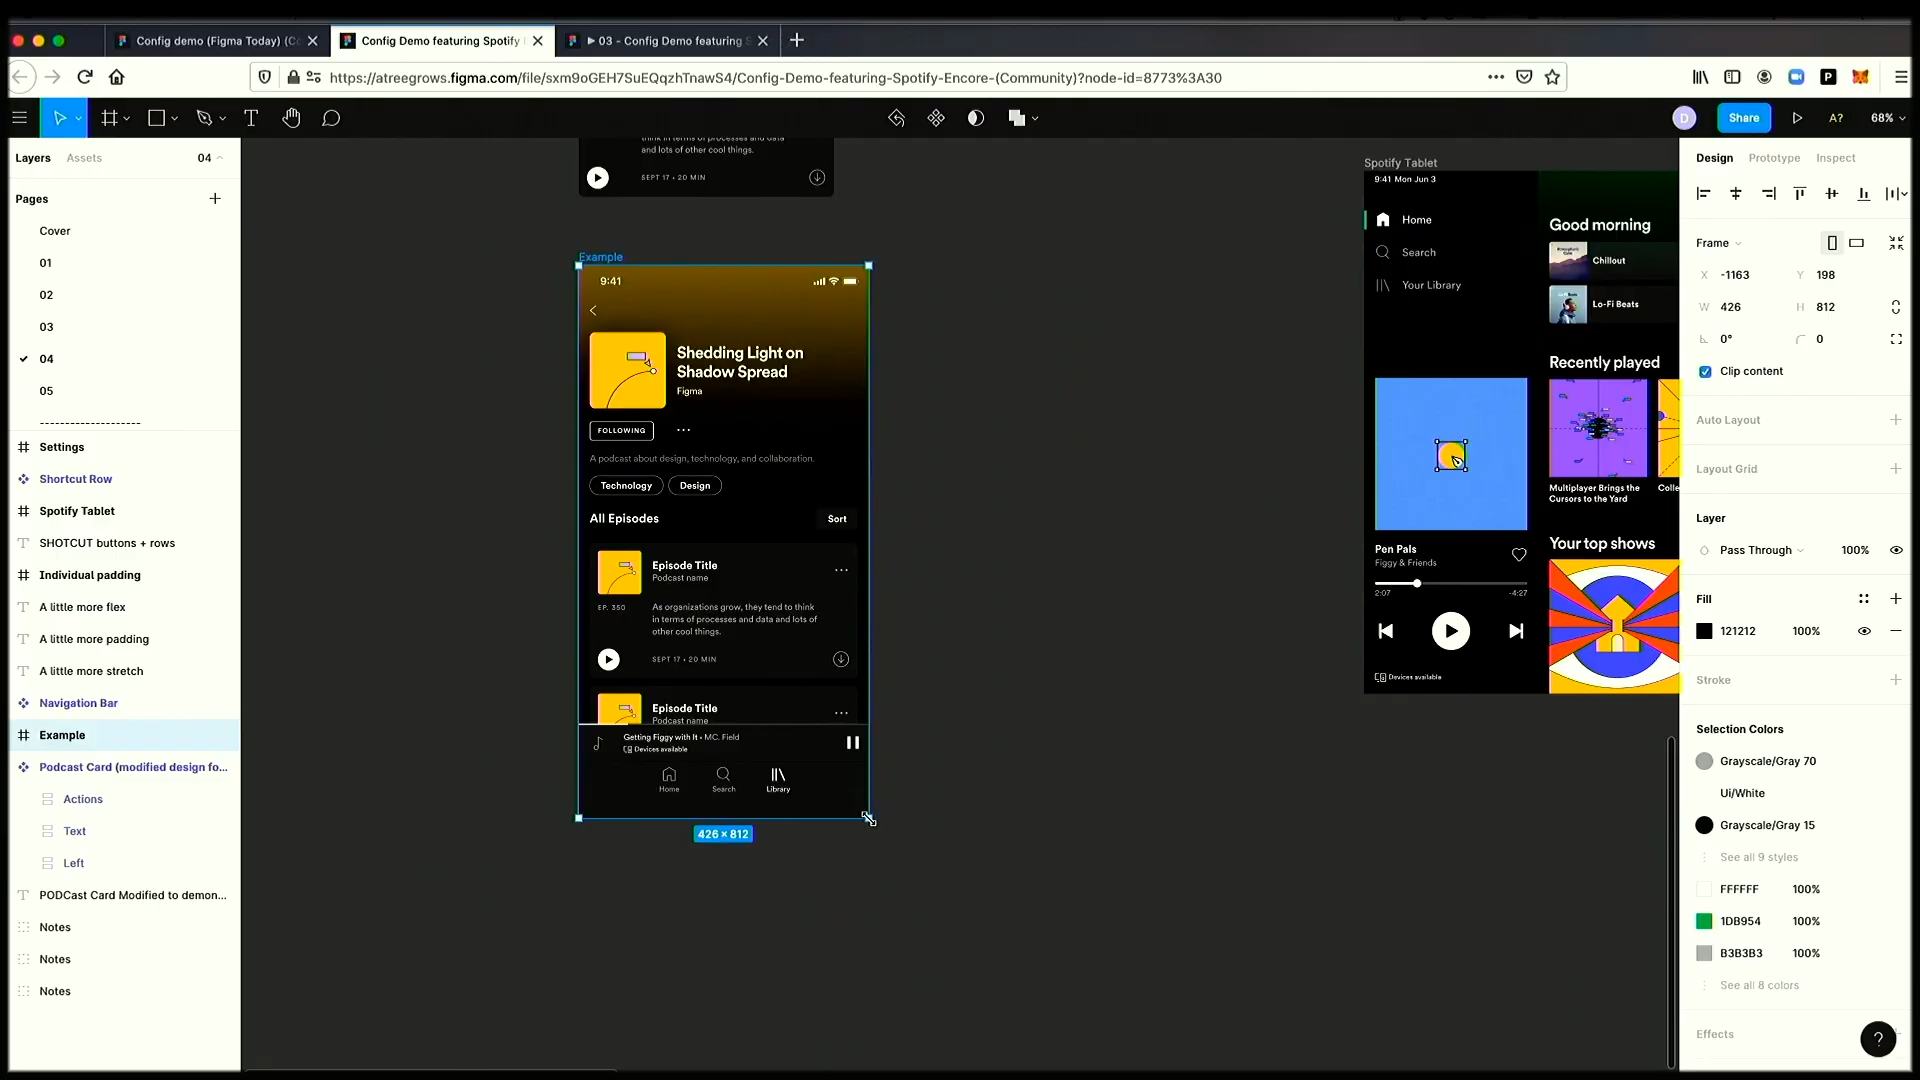 Config demo (Figma Today) (Co
Config Demo featuring Spotify
03 - Config Demo featuring S
https://atreegrows.figma.com/file/sxm9oGEH7SuEQqzhTnawS4/Config-Demo-featuring-Spotify-Encore-(Community)?node-id=8773%3A30
D
Share
A?
68%
Layers
Assets
04
Pages
Cover
01
02
03
04
05
---------------------
Settings
Shortcut Row
Spotify Tablet
SHOTCUT buttons + rows
Individual padding
A little more flex
A little more padding
A little more stretch
Navigation Bar
Example
Podcast Card (modified design fo...
Actions
Text
Left
PODCast Card Modified to demon...
Notes
Notes
Notes
think in terms of processes and data
and lots of other cool things.
SEPT 17 • 20 MIN
Example
9:41
Shedding Light on
Shadow Spread
Figma
FOLLOWING
A podcast about design, technology, and collaboration.
Technology
Design
All Episodes
Sort
Episode Title
Podcast name
EP. 350
As organizations grow, they tend to think
in terms of processes and data and lots of
other cool things.
SEPT 17 • 20 MIN
Episode Title
Podcast name
Getting Figgy with It • MC. Field
Devices available
Home
Search
Library
426 × 812
Spotify Tablet
9:41 Mon Jun 3
Home
Search
Your Library
Pen Pals
Figgy & Friends
2:07
-4:27
Devices available
Good morning
Chillout
Lo-Fi Beats
Recently played
Multiplayer Brings the
Cursors to the Yard
Colle
Your top shows
Design
Prototype
Inspect
Frame
X
-1163
Y
198
W
426
H
812
0°
0
Clip content
Auto Layout
Layout Grid
Layer
Pass Through
100%
Fill
121212
100%
Stroke
Selection Colors
Grayscale/Gray 70
Ui/White
Grayscale/Gray 15
See all 9 styles
FFFFFF
100%
1DB954
100%
B3B3B3
100%
See all 8 colors
Effects
?